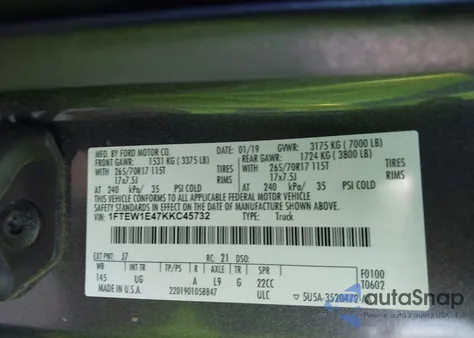 MFD. BY FORD MOTOR CO.
DATE: 01/19 GVWR: 3175 KG ( 7000 LB)
FRONT GAWR: 1531 KG ( 3375 LB) REAR GAWR: 1724 KG ( 3800 LB)
WITH 265/70R17 115T TIRES WITH 265/70R17 115T TIRES
17x7.5J RIMS 17x7.5J RIMS
AT 240 kPa/ 35 PSI COLD AT 240 kPa/ 35 PSI COLD
THIS VEHICLE CONFORMS TO ALL APPLICABLE FEDERAL MOTOR VEHICLE
SAFETY STANDARDS IN EFFECT ON THE DATE OF MANUFACTURE SHOWN ABOVE.
VIN: 1FTEW1E47KKC45732 TYPE: Truck
EXT PNT: J7 RC: 21 DSO: F0100
WB INT TR TP/PS R AXLE TR SPR T0602
145 UG A L9 G 22CC
MADE IN U.S.A. 220190105BB47 ULC
autoSnap